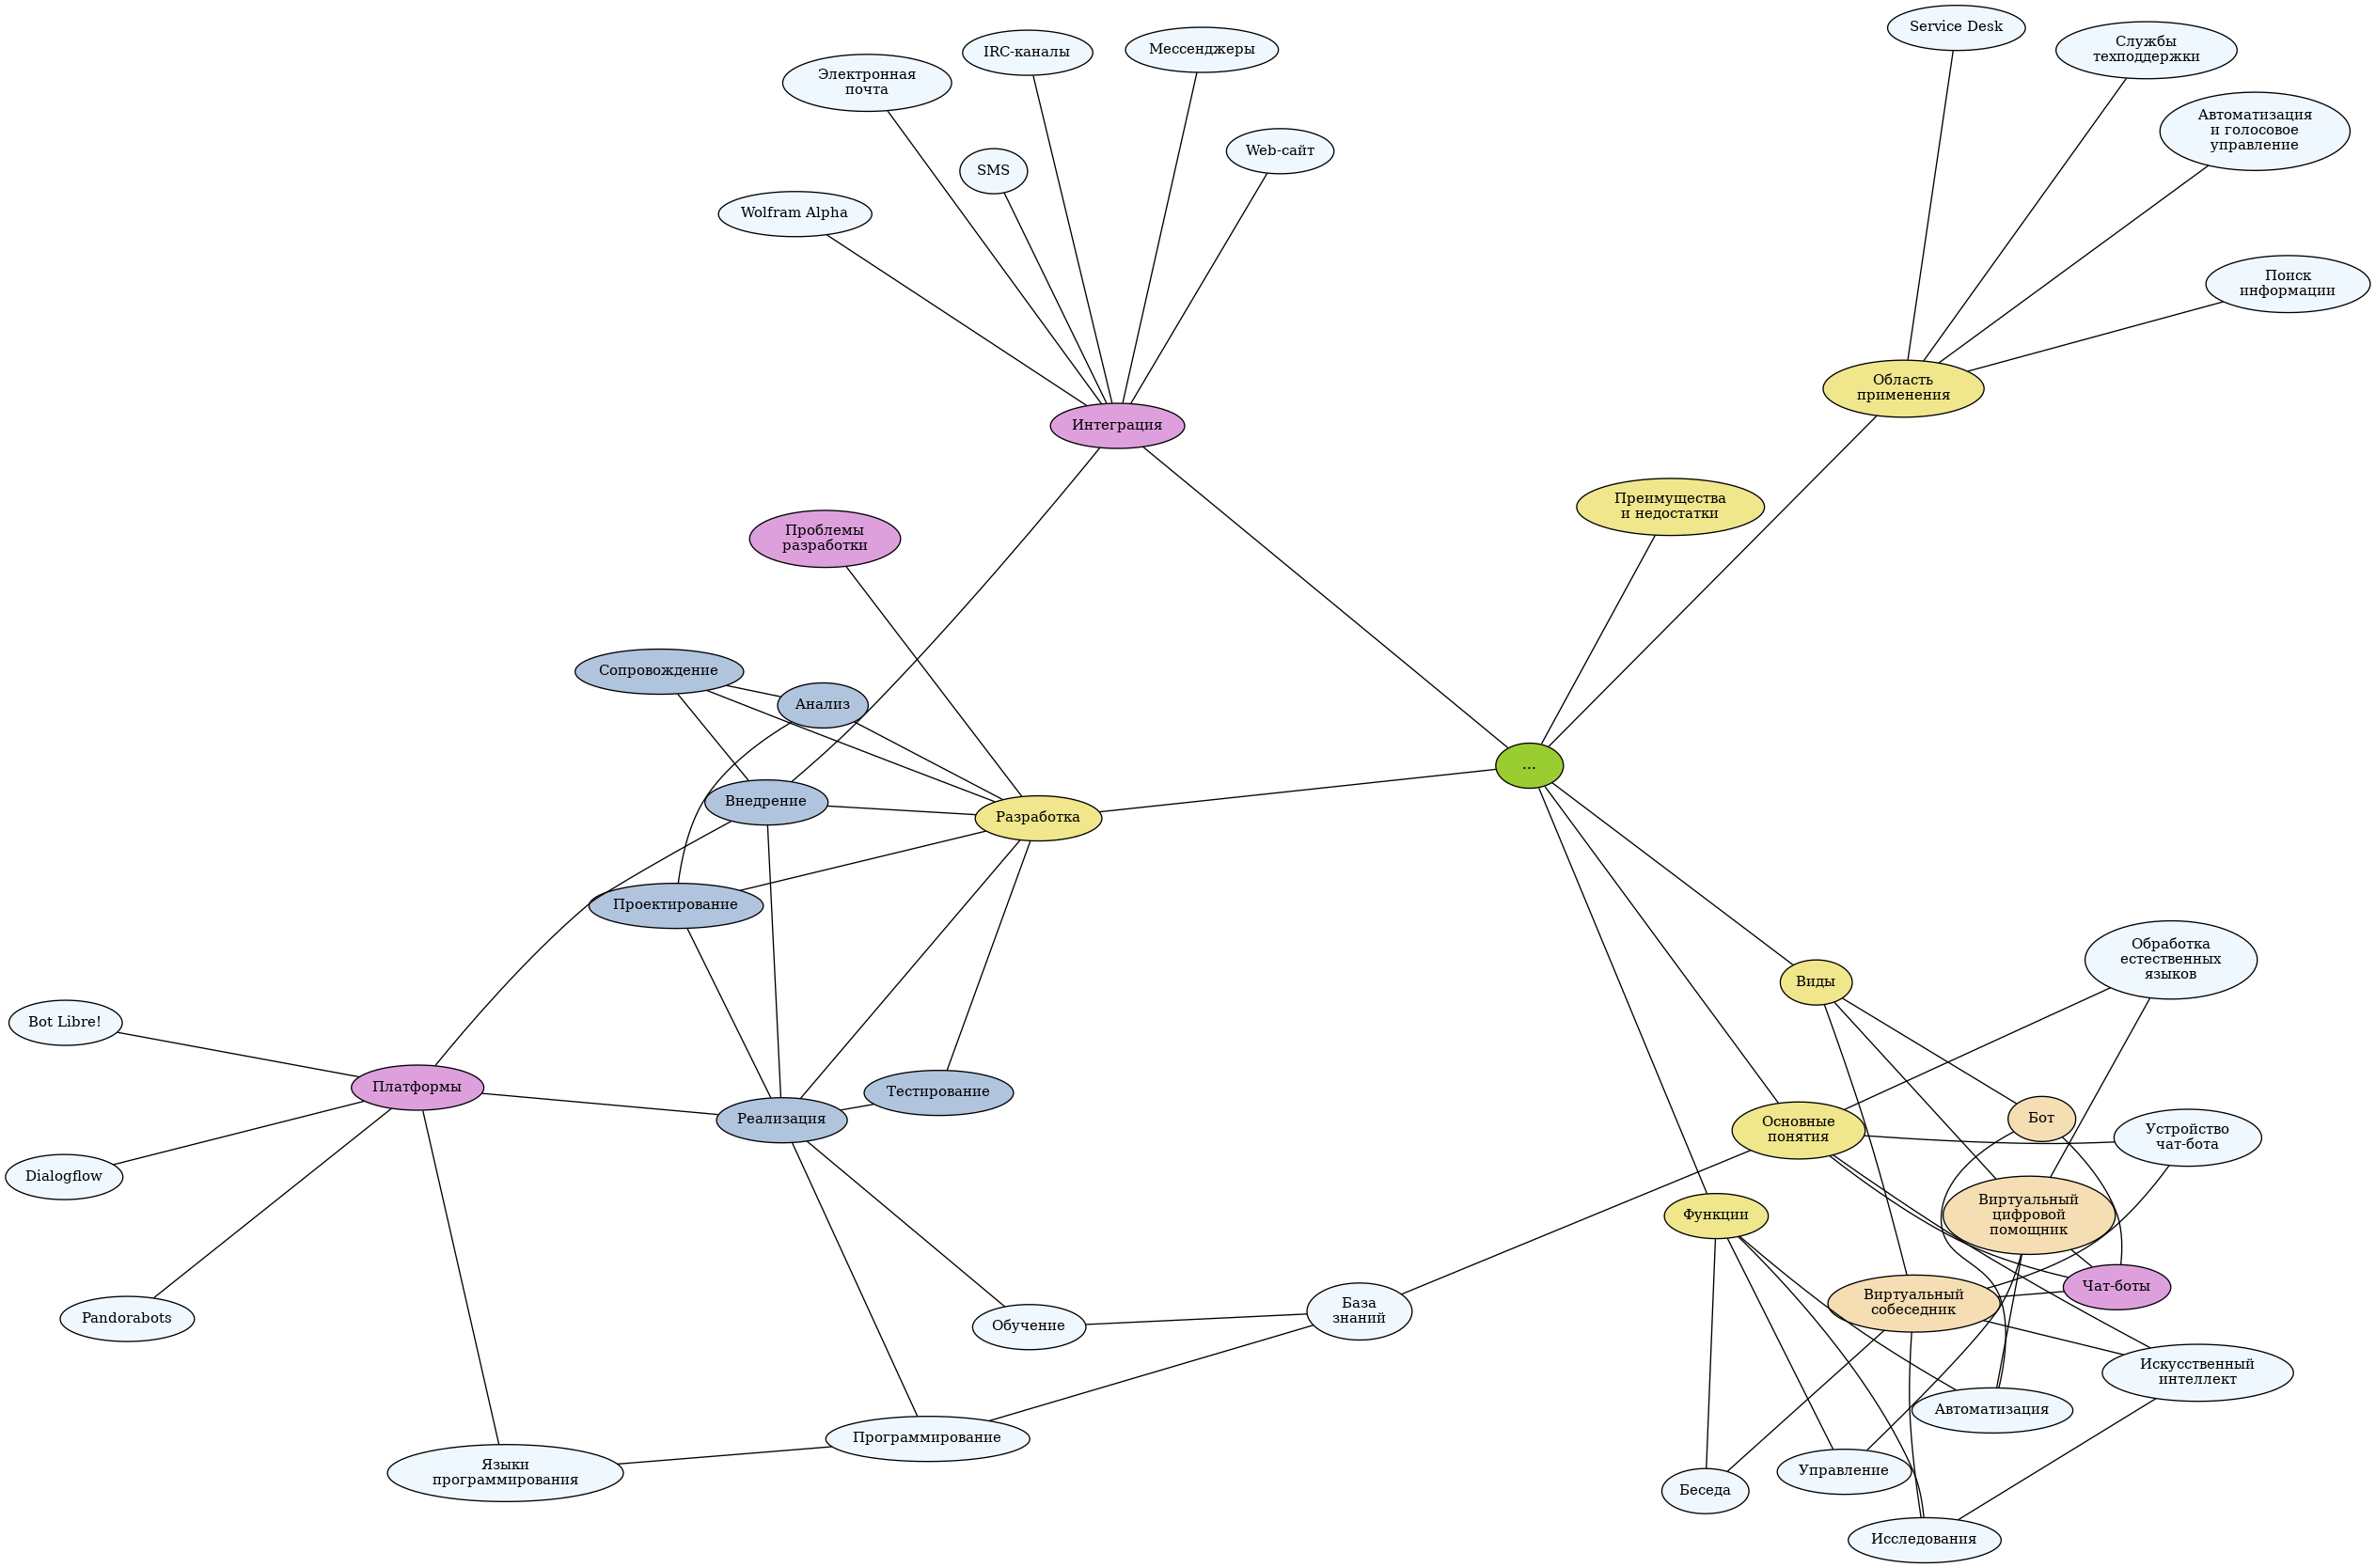 Service Desk
Службы
техподдержки
IRC-каналы
Мессенджеры
Электронная
почта
Автоматизация
и голосовое
управление
Web-сайт
SMS
Wolfram Alpha
Поиск
информации
Область
применения
Интеграция
Преимущества
и недостатки
Проблемы
разработки
Сопровождение
Анализ
...
Внедрение
Разработка
Проектирование
Обработка
естественных
языков
Виды
Bot Libre!
Платформы
Тестирование
Реализация
Бот
Основные
понятия
Устройство
чат-бота
Dialogflow
Функции
Виртуальный
цифровой
помощник
Чат-боты
Виртуальный
собеседник
База
знаний
Pandorabots
Обучение
Искусственный
интеллект
Автоматизация
Программирование
Языки
программирования
Управление
Беседа
Исследования